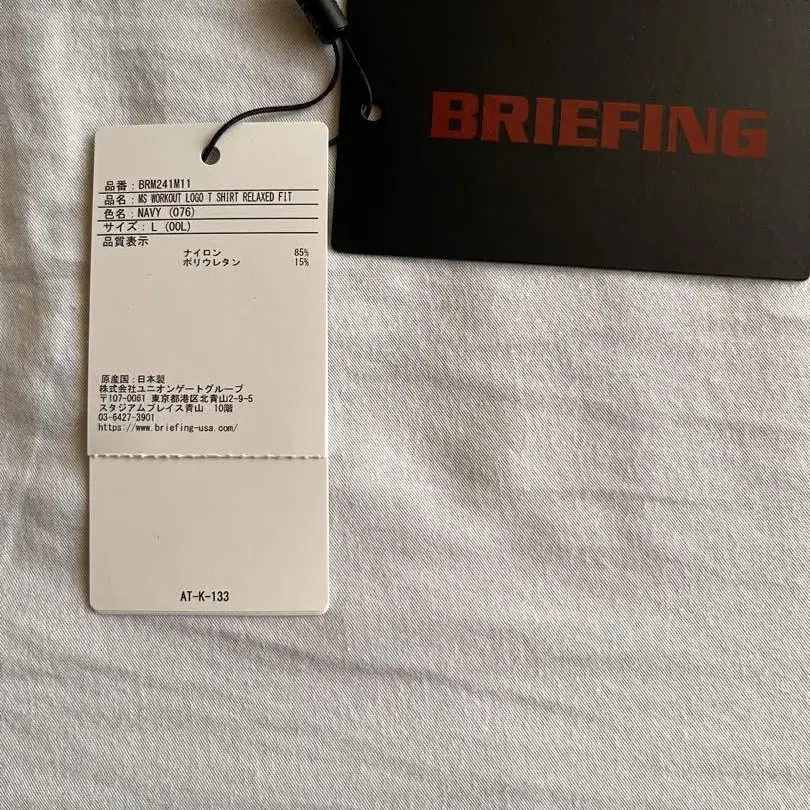 BRIEFING
品番：BRM241M11
品名：MS WORKOUT LOGO T SHIRT RELAXED FIT
色名：NAVY (076)
サイズ：L (00L)
品質表示
ナイロン 85%
ポリウレタン 15%
原産国：日本製
株式会社ユニオンゲートグループ
〒107-0061 東京都港区北青山2-9-5
スタジアムプレイス青山 10階
03-6427-3901
https://www.briefing-usa.com/
AT-K-133